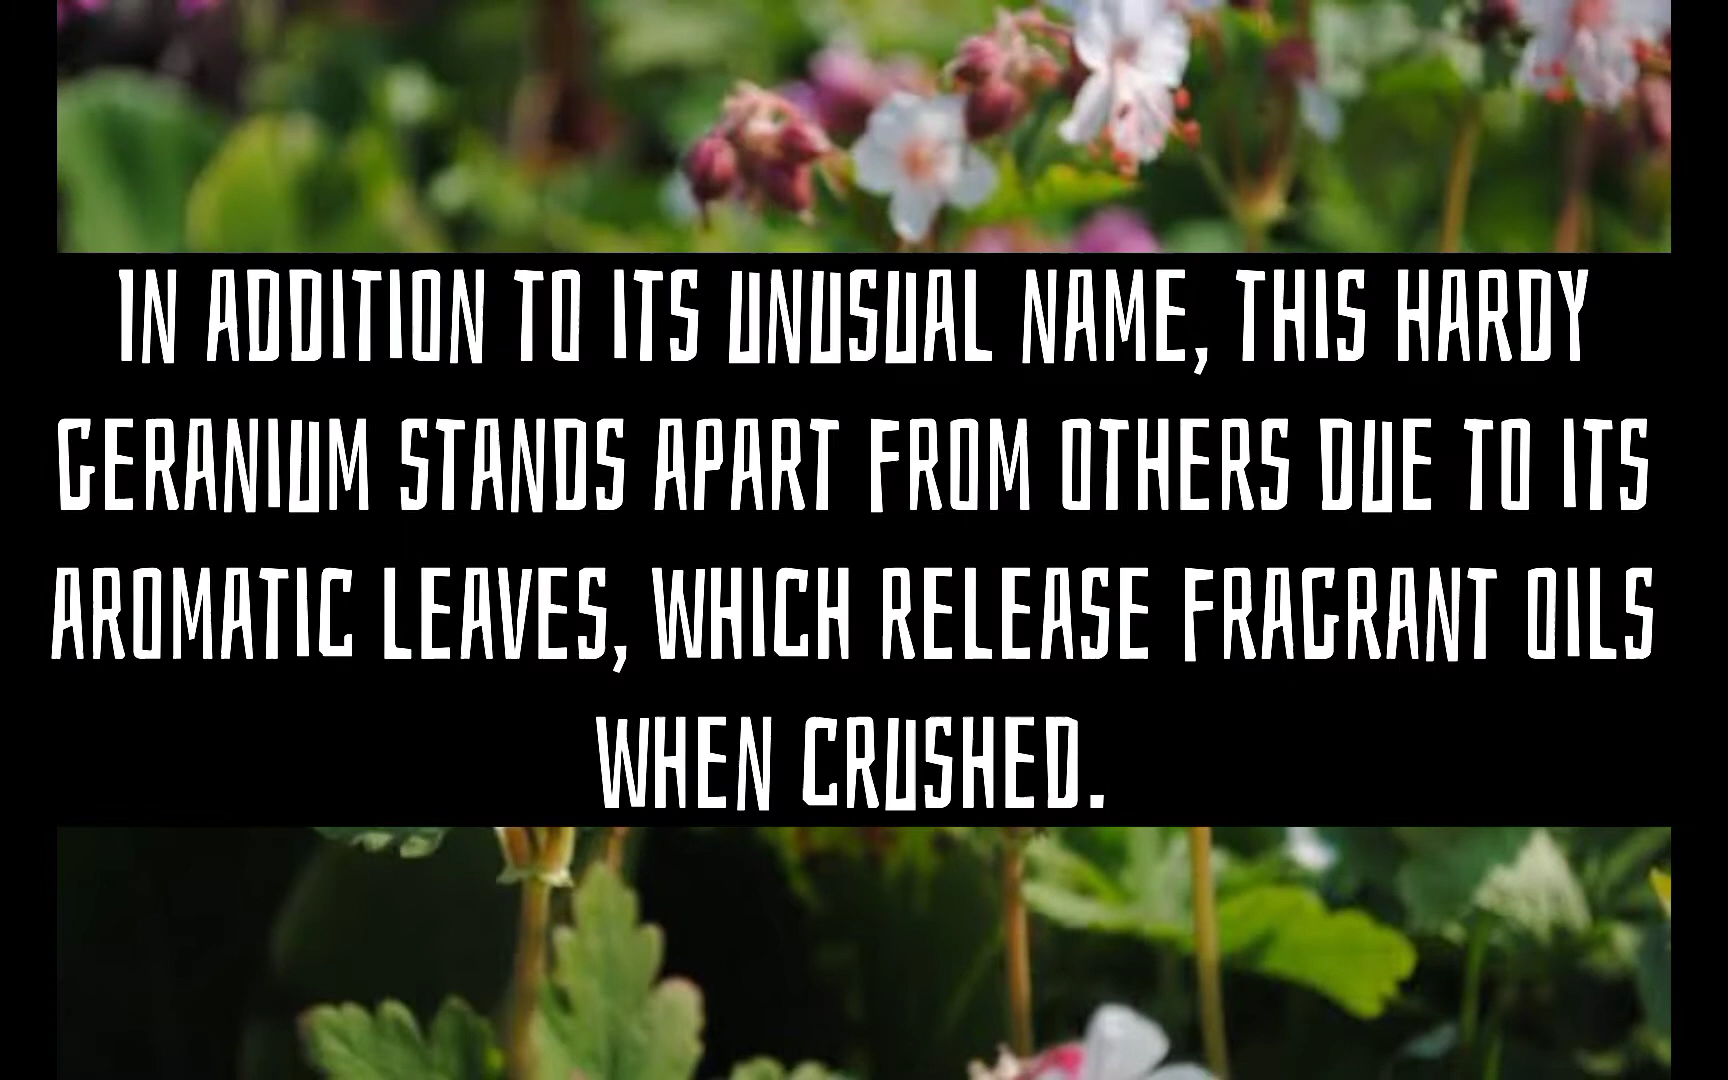 IN ADDITION TO ITS UNUSUAL NAME, THIS HARDY
GERANIUM STANDS APART FROM OTHERS DUE TO ITS
AROMATIC LEAVES, WHICH RELEASE FRAGRANT OILS
WHEN CRUSHED.